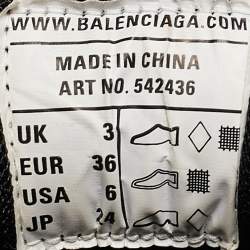 WWW.BALENCIAGA.COM
MADE IN CHINA
ART NO. 542436
UK 3
EUR 36
USA 6
JP 24